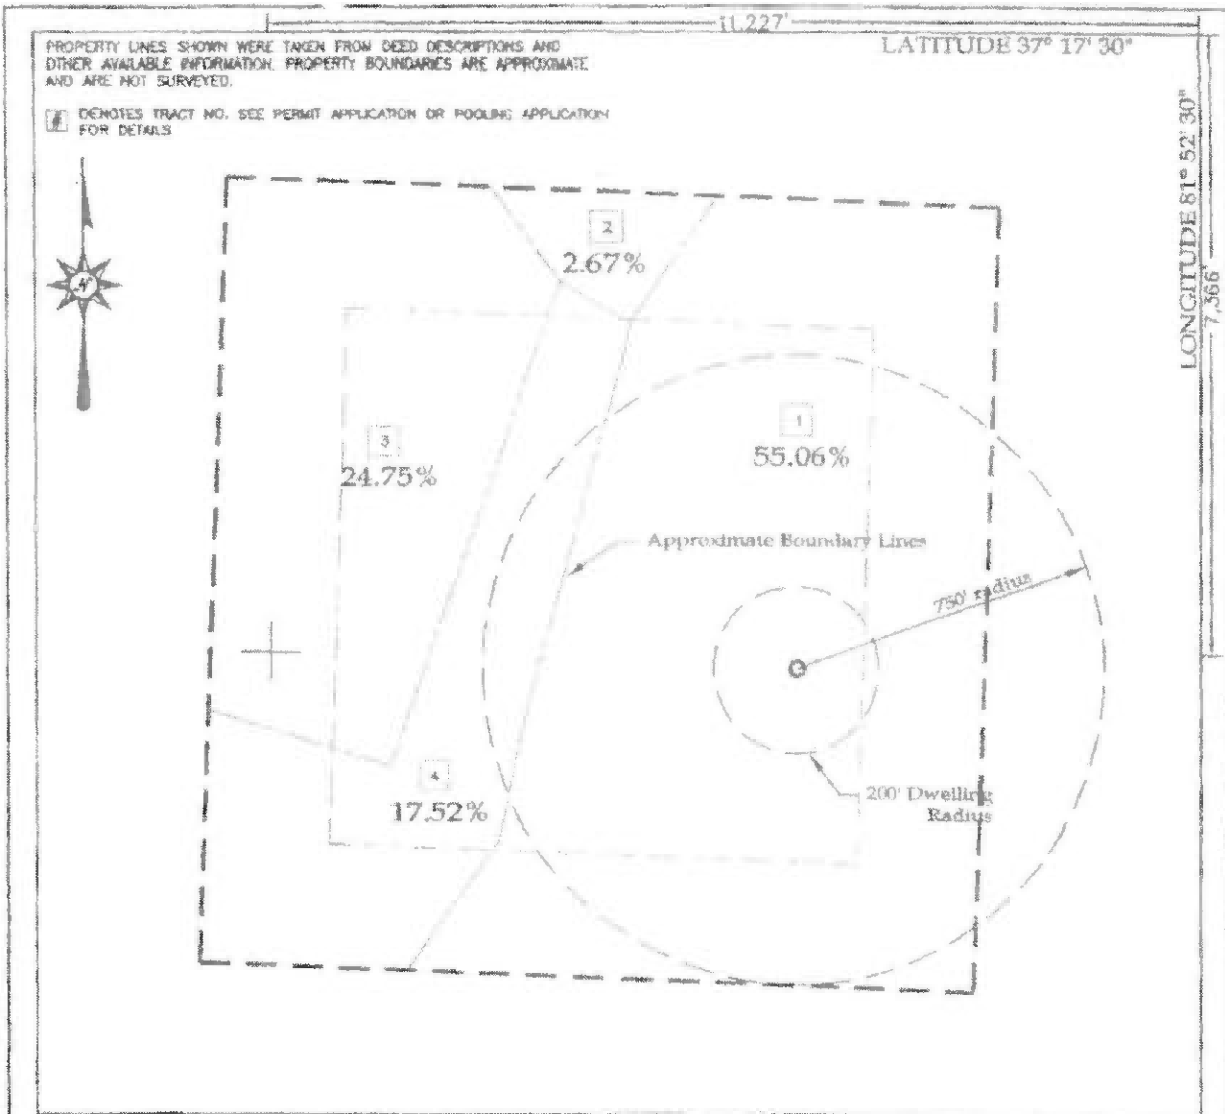 11,227'
LATITUDE 37° 17' 30"
PROPERTY LINES SHOWN WERE TAKEN FROM DEED DESCRIPTIONS AND
OTHER AVAILABLE INFORMATION. PROPERTY BOUNDARIES ARE APPROXIMATE
AND ARE NOT SURVEYED.
# DENOTES TRACT NO. SEE PERMIT APPLICATION OR POOLING APPLICATION
FOR DETAILS
LONGITUDE 81° 52' 30"
7,366'
N
2
2.67%
1
55.06%
3
24.75%
Approximate Boundary Lines
750' radius
4
17.52%
200' Dwelling
Radius